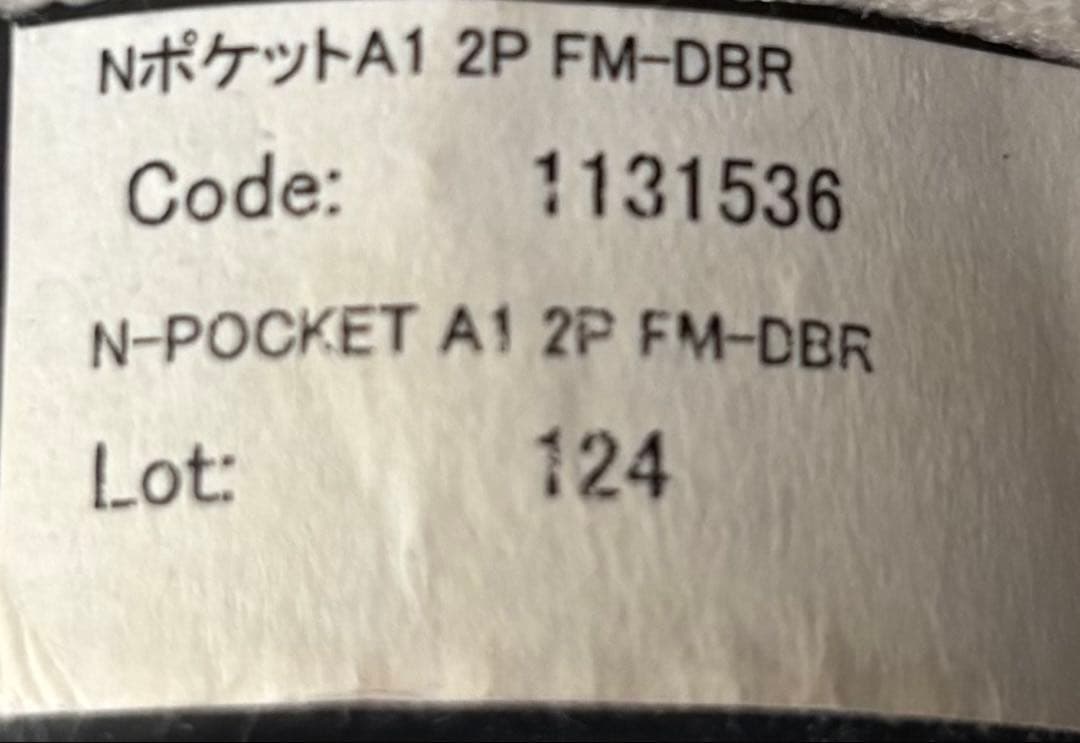 NポケットA1 2P FM-DBR
Code: 1131536
N-POCKET A1 2P FM-DBR
Lot: 124